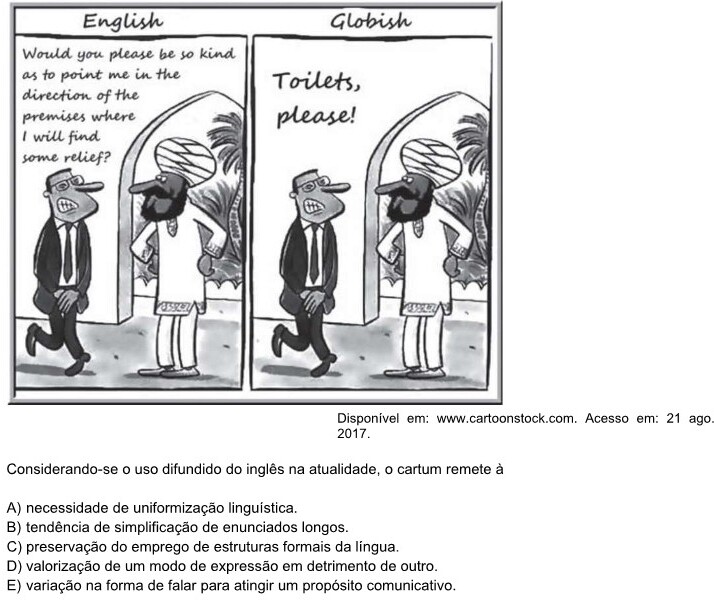 English
Would you please be so kind
as to point me in the
direction of the
premises where
I will find
some relief?
Globish
Toilets,
please!
Disponível em: www.cartoonstock.com. Acesso em: 21 ago.
2017.
Considerando-se o uso difundido do inglês na atualidade, o cartum remete à
A) necessidade de uniformização linguística.
B) tendência de simplificação de enunciados longos.
C) preservação do emprego de estruturas formais da língua.
D) valorização de um modo de expressão em detrimento de outro.
E) variação na forma de falar para atingir um propósito comunicativo.